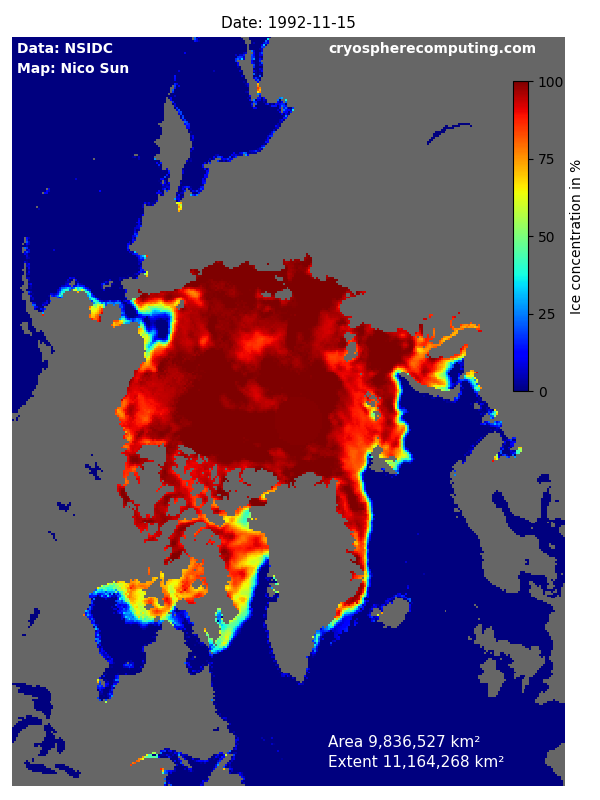 Date: 1992-11-15
Data: NSIDC
Map: Nico Sun
cryospherecomputing.com
100
75
50
25
0
Ice concentration in %
Area 9,836,527 km²
Extent 11,164,268 km²